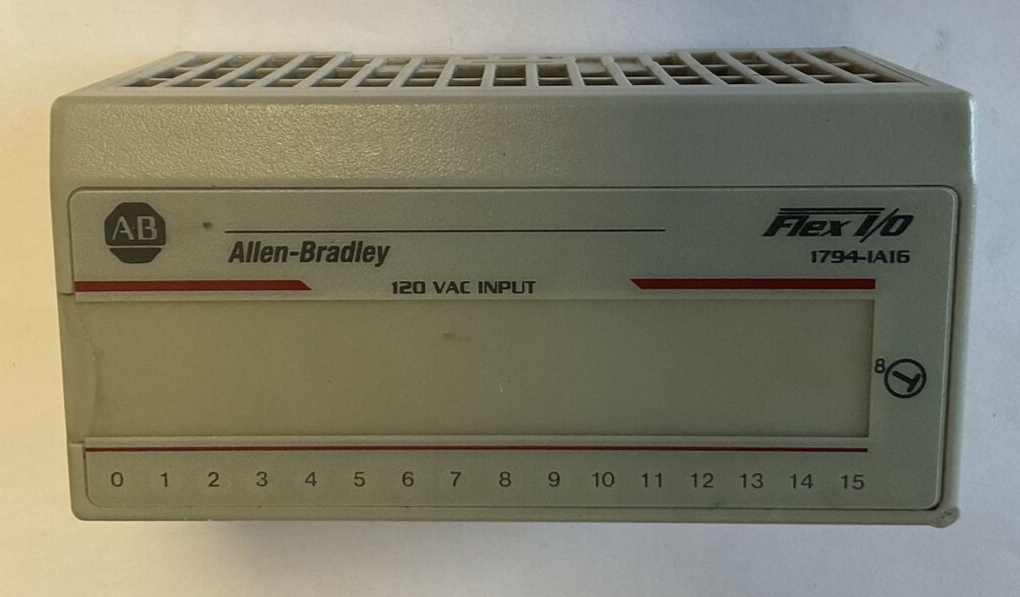 AB
Allen-Bradley
Flex I/O
1794-IA16
120 VAC INPUT
8
0 1 2 3 4 5 6 7 8 9 10 11 12 13 14 15